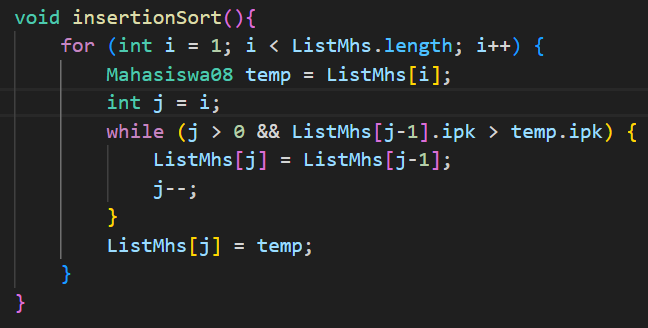 void insertionSort(){
for (int i = 1; i < ListMhs.length; i++) {
Mahasiswa08 temp = ListMhs[i];
int j = i;
while (j > 0 && ListMhs[j-1].ipk > temp.ipk) {
ListMhs[j] = ListMhs[j-1];
j--;
}
ListMhs[j] = temp;
}
}